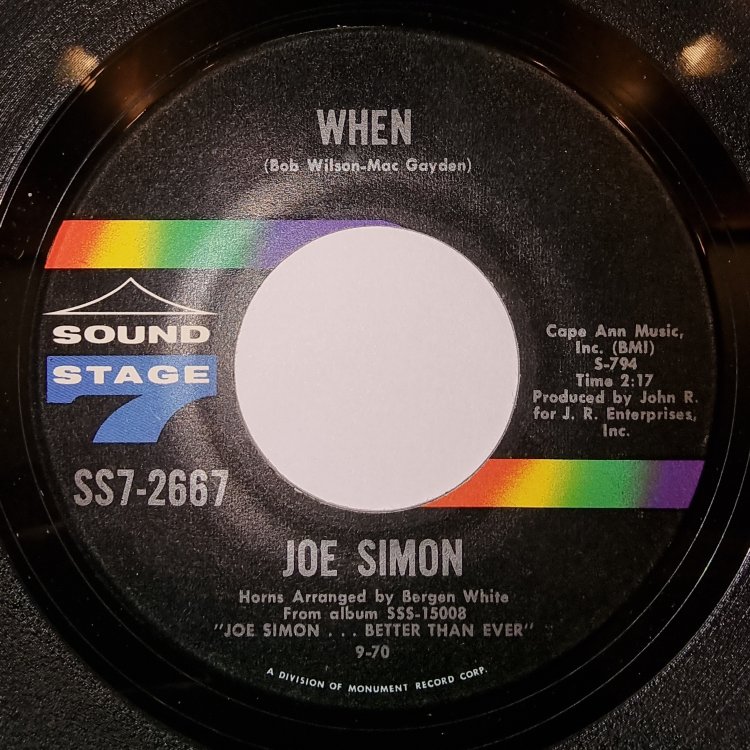 WHEN
(Bob Wilson-Mac Gayden)
SOUND
STAGE
7
Cape Ann Music,
Inc. (BMI)
S-794
Time 2:17
Produced by John R.
for J. R. Enterprises,
Inc.
SS7-2667
JOE SIMON
Horns Arranged by Bergen White
From album SSS-15008
"JOE SIMON . . . BETTER THAN EVER"
9-70
A DIVISION OF MONUMENT RECORD CORP.